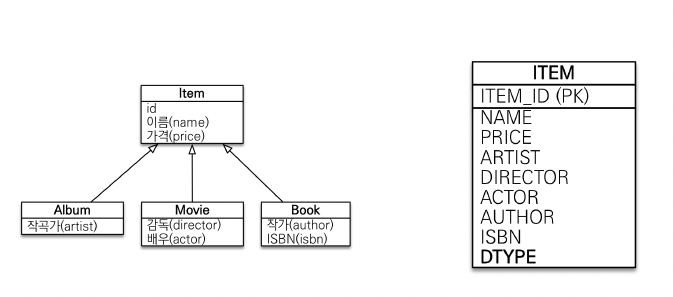 Item
id
이름(name)
가격(price)
Album
작곡가(artist)
Movie
감독(director)
배우(actor)
Book
작가(author)
ISBN(isbn)
ITEM
ITEM_ID (PK)
NAME
PRICE
ARTIST
DIRECTOR
ACTOR
AUTHOR
ISBN
DTYPE